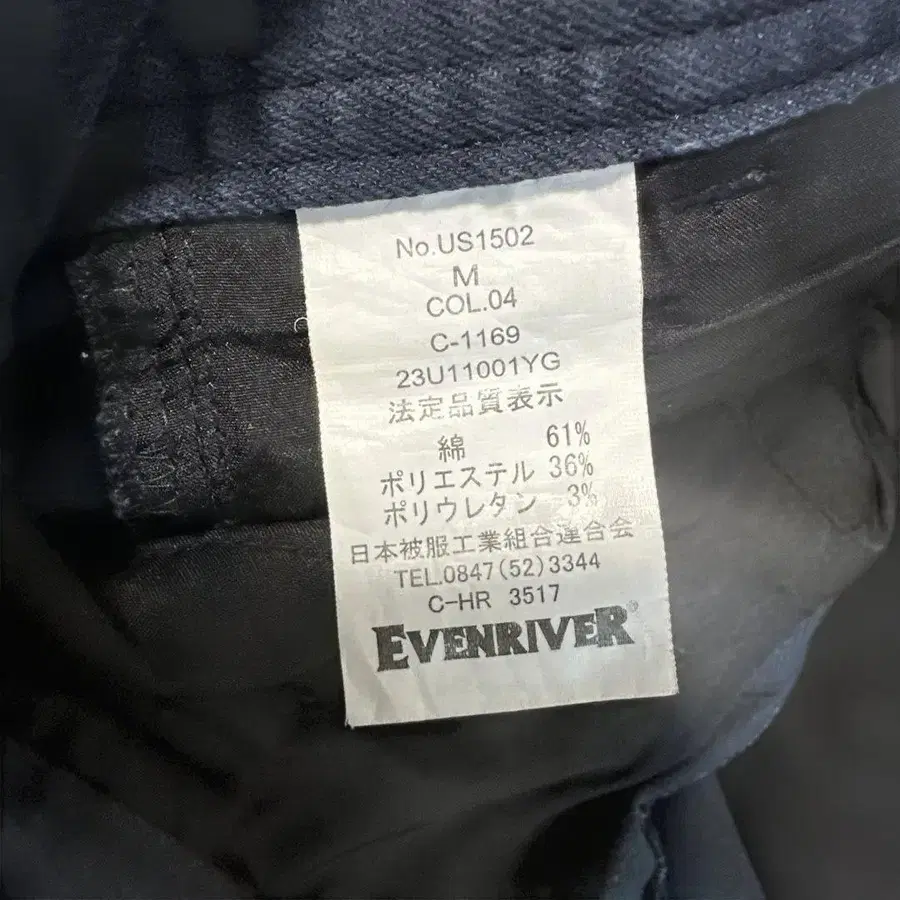 No.US1502
M
COL.04
C-1169
23U11001YG
法定品質表示
綿 61%
ポリエステル 36%
ポリウレタン 3%
日本被服工業組合連合会
TEL.0847(52)3344
C-HR 3517
EVENRIVER®